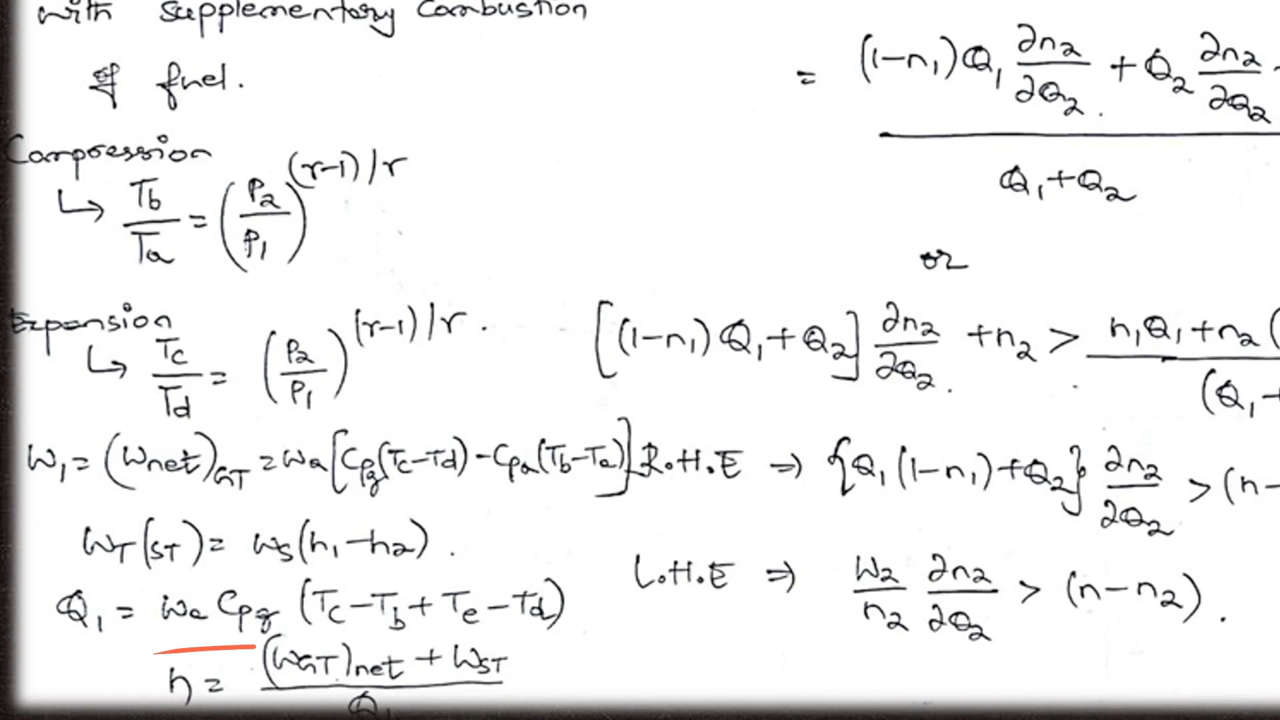 with supplementary Combustion
of fuel.
Compression
↳ Tb/Ta = (P2/P1)^(r-1)/r
Expansion
↳ Tc/Td = (P2/P1)^(r-1)/r .
W1 = (Wnet)GT = wa[Cpg(Tc-Td) - Cpa(Tb-Ta)]
WT(ST) = ws(h1-h2) .
Q1 = wa Cpg (Tc-Tb+Te-Td)
η = ((WGT)net + WST)/Q1
= ((1-n1)Q1 ∂n2/∂Q2 + Q2 ∂n2/∂Q2
Q1+Q2
or
[(1-n1)Q1+Q2] ∂n2/∂Q2 + n2 > n1Q1+n2(
(Q1+
R.H.E ⇒ {Q1(1-n1)+Q2} ∂n2/∂Q2 > (n-
L.H.E ⇒ W2/n2 ∂n2/∂Q2 > (n-n2) .